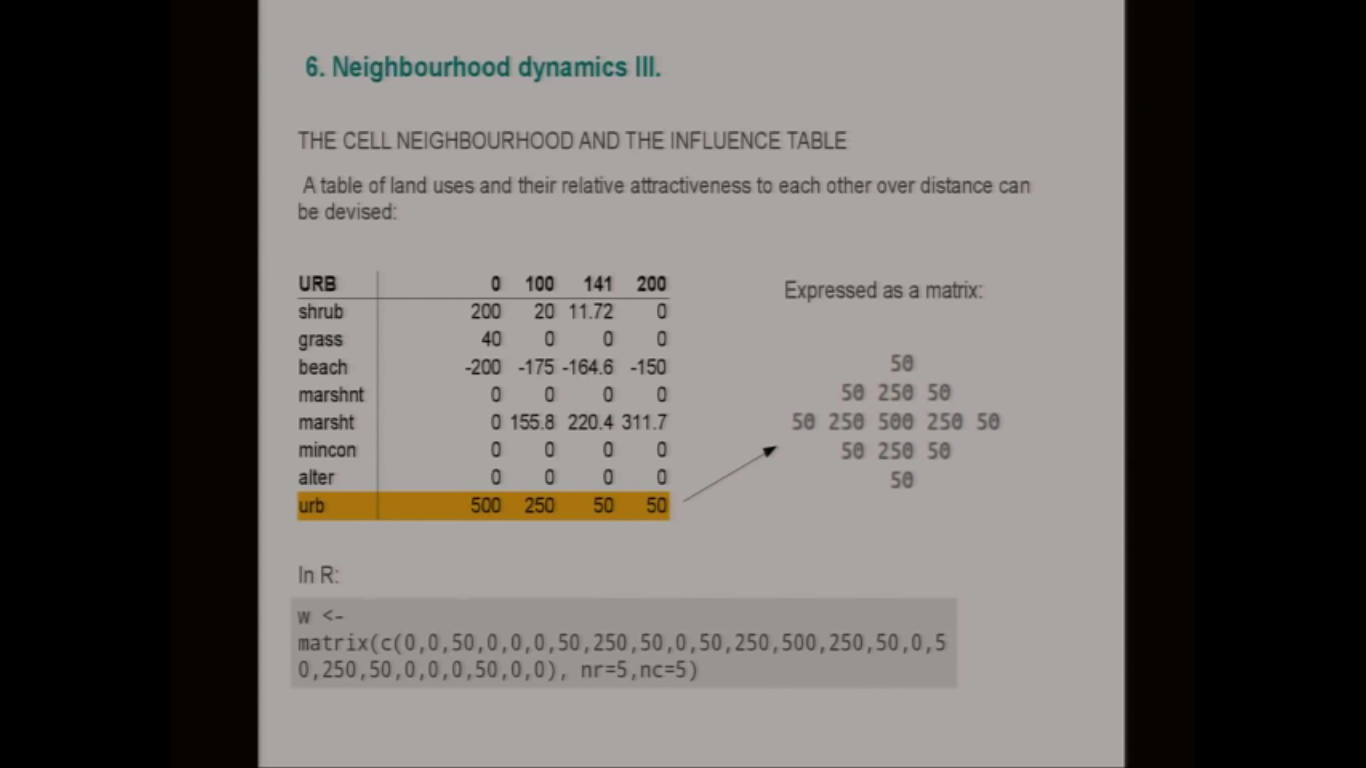 6. Neighbourhood dynamics III.
THE CELL NEIGHBOURHOOD AND THE INFLUENCE TABLE
A table of land uses and their relative attractiveness to each other over distance can
be devised:
URB 0 100 141 200
shrub 200 20 11.72 0
grass 40 0 0 0
beach -200 -175 -164.6 -150
marshnt 0 0 0 0
marsht 0 155.8 220.4 311.7
mincon 0 0 0 0
alter 0 0 0 0
urb 500 250 50 50
Expressed as a matrix:
50
50 250 50
50 250 500 250 50
50 250 50
50
In R:
w <-
matrix(c(0,0,50,0,0,0,50,250,50,0,50,250,500,250,50,0,5
0,250,50,0,0,0,50,0,0), nr=5,nc=5)